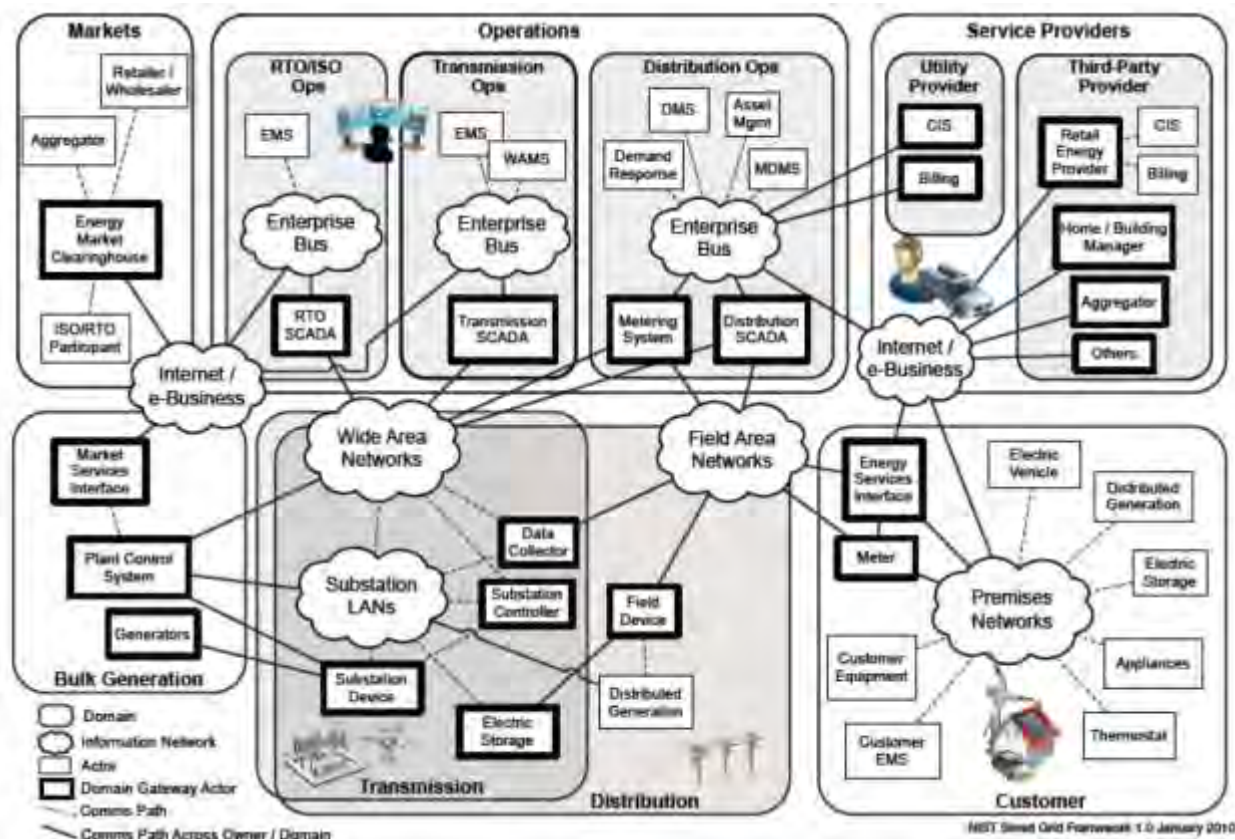 Markets
Operations
Service Providers
Retailer /
Wholesaler
Aggregator
Energy
Market
Clearinghouse
ISO/RTO
Participant
RTO/ISO
Ops
EMS
Enterprise
Bus
RTO
SCADA
Transmission
Ops
EMS
WAMS
Enterprise
Bus
Transmission
SCADA
Distribution Ops
DMS
Asset
Mgmt
Demand
Response
MDMS
Enterprise
Bus
Metering
System
Distribution
SCADA
Utility
Provider
CIS
Billing
Third-Party
Provider
Retail
Energy
Provider
CIS
Billing
Home / Building
Manager
Aggregator
Others
Internet /
e-Business
Internet /
e-Business
Wide Area
Networks
Field Area
Networks
Market
Services
Interface
Plant Control
System
Generators
Bulk Generation
Data
Collector
Substation
LANs
Substation
Controller
Field
Device
Substation
Device
Electric
Storage
Distributed
Generation
Transmission
Distribution
Energy
Services
Interface
Meter
Electric
Vehicle
Distributed
Generation
Electric
Storage
Premises
Networks
Appliances
Customer
Equipment
Customer
EMS
Thermostat
Customer
Domain
Information Network
Domain Gateway Actor
Comms Path
Comms Path Across Owner / Domain
NIST Smart Grid Framework 1.0 January 2010